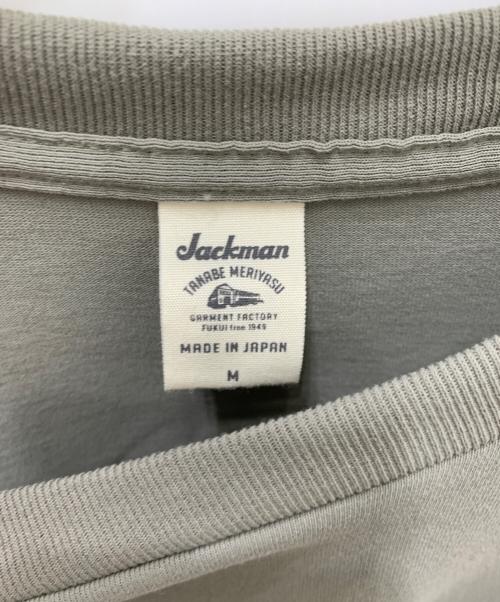 Jackman
TANABE MERIYASU
GARMENT FACTORY
FUKUI from 1949
MADE IN JAPAN
M